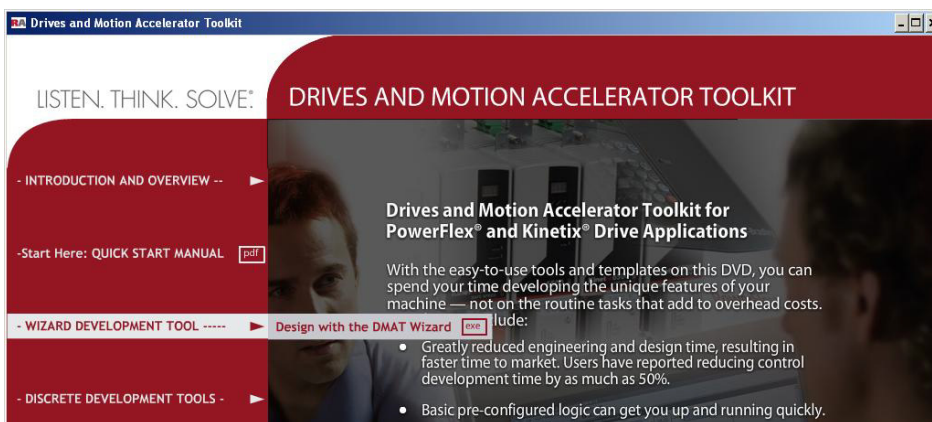 RA Drives and Motion Accelerator Toolkit
LISTEN. THINK. SOLVE.®
DRIVES AND MOTION ACCELERATOR TOOLKIT
- INTRODUCTION AND OVERVIEW --
-Start Here: QUICK START MANUAL pdf
- WIZARD DEVELOPMENT TOOL -----
Design with the DMAT Wizard exe
- DISCRETE DEVELOPMENT TOOLS -
Drives and Motion Accelerator Toolkit for
PowerFlex® and Kinetix® Drive Applications
With the easy-to-use tools and templates on this DVD, you can
spend your time developing the unique features of your
machine — not on the routine tasks that add to overhead costs.
lude:
• Greatly reduced engineering and design time, resulting in
faster time to market. Users have reported reducing control
development time by as much as 50%.
• Basic pre-configured logic can get you up and running quickly.